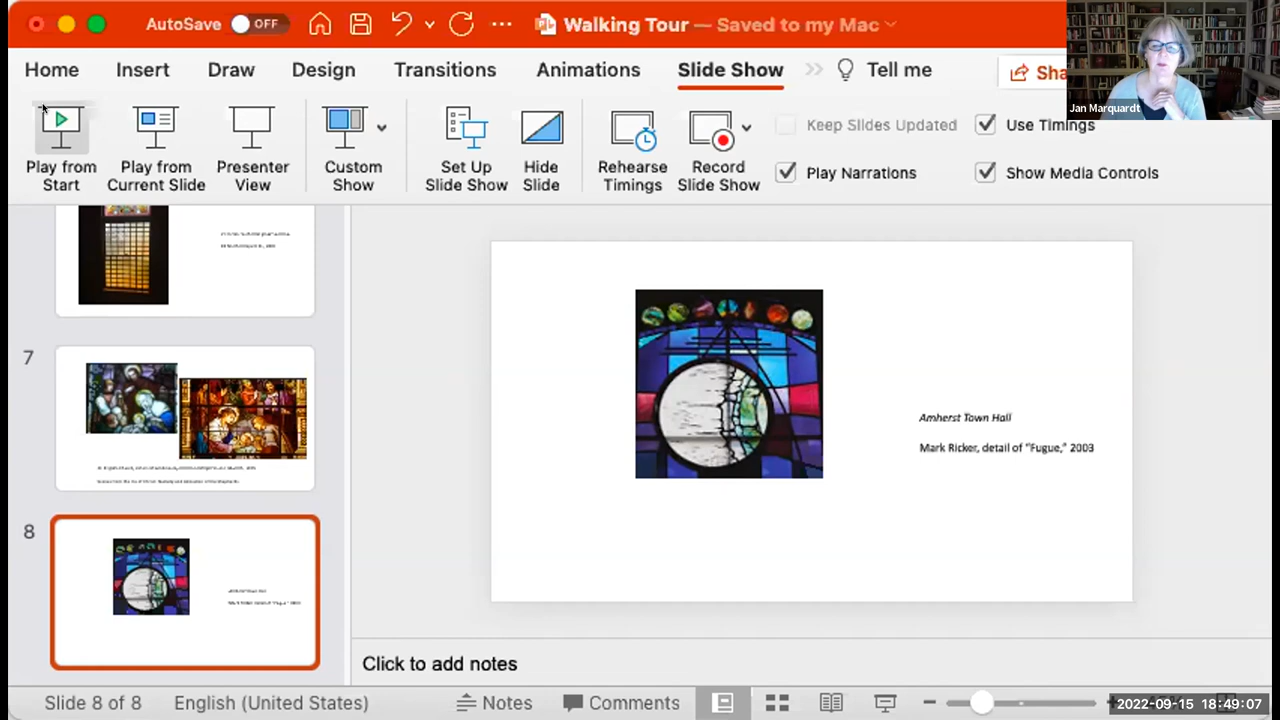 AutoSave OFF
Walking Tour — Saved to my Mac
Home Insert Draw Design Transitions Animations Slide Show Tell me Sha
Jan Marquardt
Play from Start
Play from Current Slide
Presenter View
Custom Show
Set Up Slide Show
Hide Slide
Rehearse Timings
Record Slide Show
Keep Slides Updated
Use Timings
Play Narrations
Show Media Controls
7
8
Amherst Town Hall
Mark Ricker, detail of “Fugue,” 2003
Click to add notes
Slide 8 of 8 English (United States) Notes Comments
2022-09-15 18:49:07